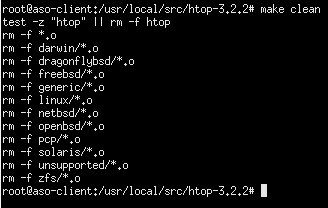 root@aso-client:/usr/local/src/htop-3.2.2# make clean
test -z "htop" || rm -f htop
rm -f *.o
rm -f darwin/*.o
rm -f dragonflybsd/*.o
rm -f freebsd/*.o
rm -f generic/*.o
rm -f linux/*.o
rm -f netbsd/*.o
rm -f openbsd/*.o
rm -f pcp/*.o
rm -f solaris/*.o
rm -f unsupported/*.o
rm -f zfs/*.o
root@aso-client:/usr/local/src/htop-3.2.2#